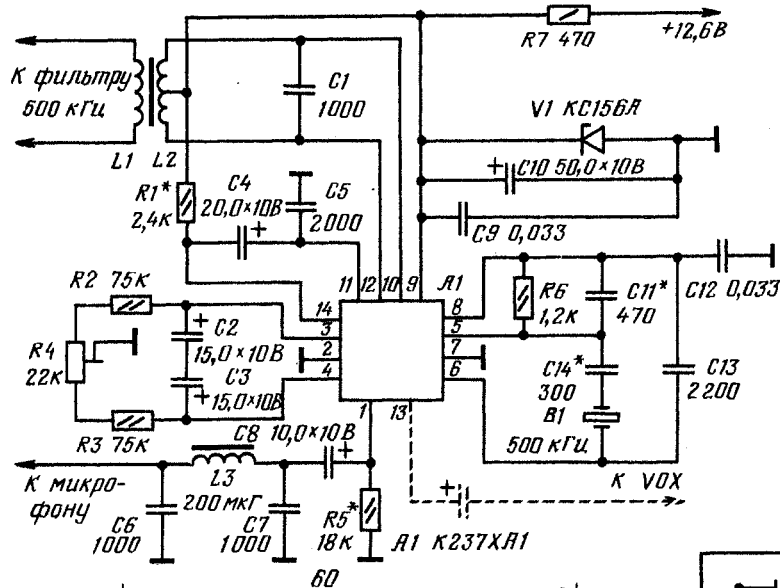 R7 470
+12,6В
К фильтру
500 кГц
C1
1000
V1 КС156А
L1 L2
+
C10 50,0×10В
R1*
2,4к
C4
20,0×10В
+
C5
2000
C9 0,033
R2 75к
11 12 10 9
A1
14
3
2
4
8
5
7
6
1 13
R6
1,2к
C11*
470
C12 0,033
+
C2
15,0×10В
C3
+
15,0×10В
R4
22к
C14*
300
B1
500 кГц
C13
2200
R3 75к
C8 10,0×10В
+
К микро-
фону
L3
200 мкГ
+
К VOX
C6
1000
C7
1000
R5*
18к
A1 К237ХА1
60